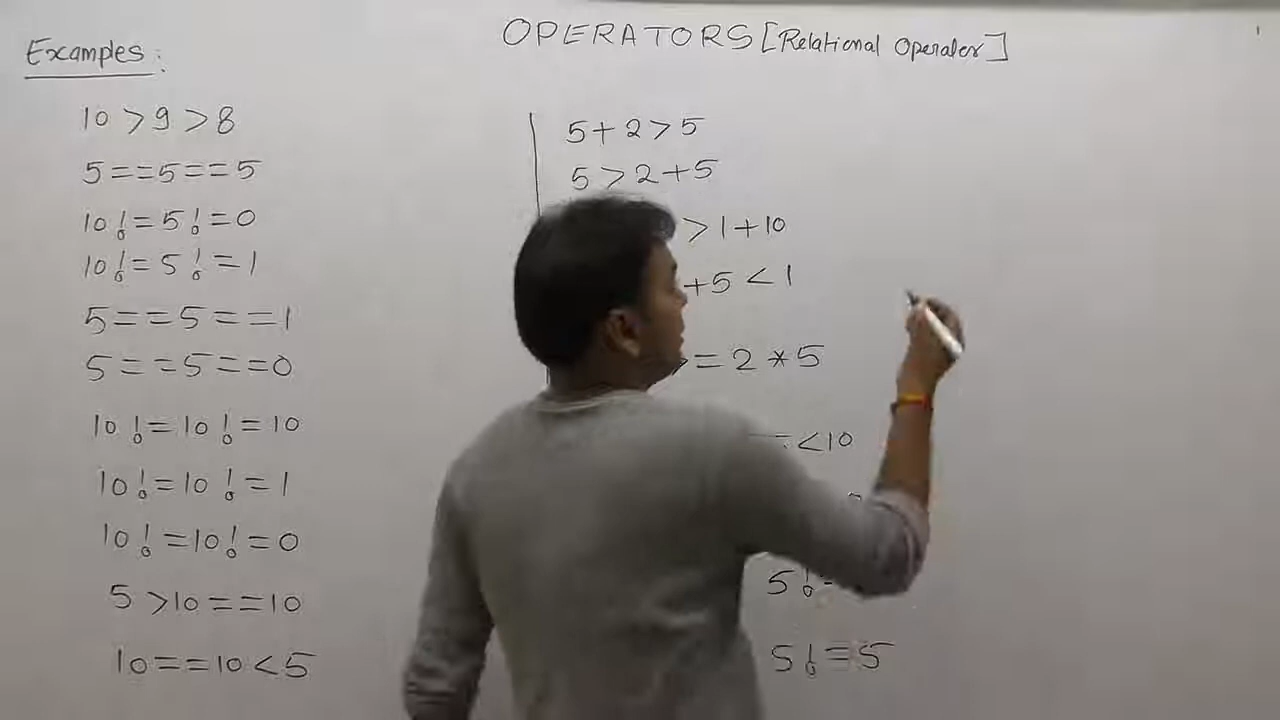 OPERATORS [Relational Operator]
Examples:
10 > 9 > 8
5 == 5 == 5
10 != 5 != 0
10 != 5 != 1
5 == 5 == 1
5 == 5 == 0
10 != 10 != 10
10 != 10 != 1
10 != 10 != 0
5 > 10 == 10
10 == 10 < 5
5 + 2 > 5
5 > 2 + 5
> 1 + 10
+ 5 < 1
= 2 * 5
< 10
5 !
5 != 5